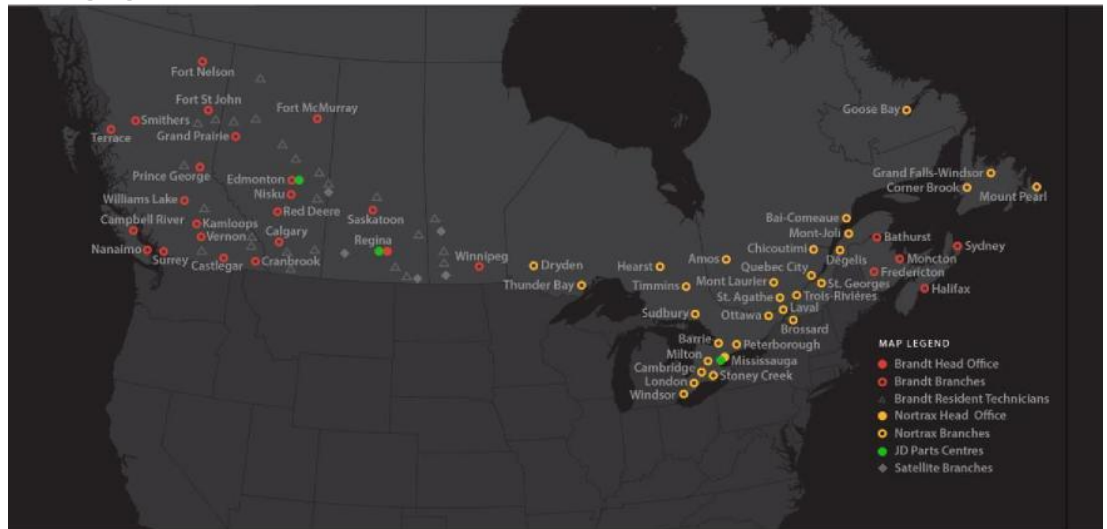 Fort Nelson
Fort St John
Fort McMurray
Smithers
Terrace
Grand Prairie
Goose Bay
Prince George
Edmonton
Nisku
Grand Falls-Windsor
Corner Brook
Mount Pearl
Williams Lake
Red Deere
Saskatoon
Campbell River
Kamloops
Vernon
Calgary
Regina
Bai-Comeaue
Mont-Joli
Bathurst
Chicoutimi
Dégelis
Sydney
Nanaimo
Surrey
Castlegar
Cranbrook
Winnipeg
Dryden
Hearst
Amos
Quebec City
Moncton
Fredericton
Thunder Bay
Timmins
Mont Laurier
St. Georges
Halifax
St. Agathe
Trois-Rivières
Sudbury
Ottawa
Laval
Brossard
Barrie
Peterborough
Milton
Mississauga
Cambridge
Stoney Creek
London
Windsor
MAP LEGEND
Brandt Head Office
Brandt Branches
Brandt Resident Technicians
Nortrax Head Office
Nortrax Branches
JD Parts Centres
Satellite Branches